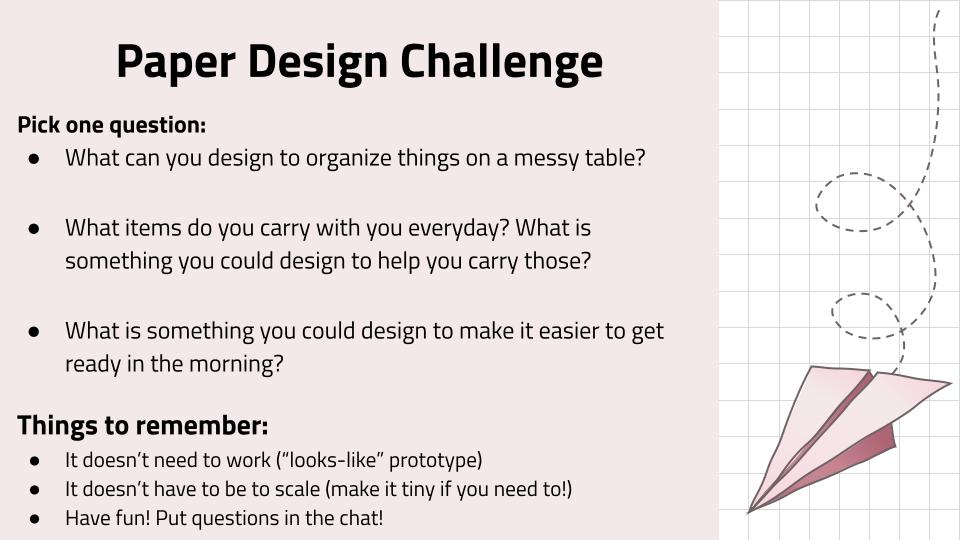 Paper Design Challenge
Pick one question:
● What can you design to organize things on a messy table?
● What items do you carry with you everyday? What is
something you could design to help you carry those?
● What is something you could design to make it easier to get
ready in the morning?
Things to remember:
● It doesn’t need to work (“looks-like” prototype)
● It doesn’t have to be to scale (make it tiny if you need to!)
● Have fun! Put questions in the chat!